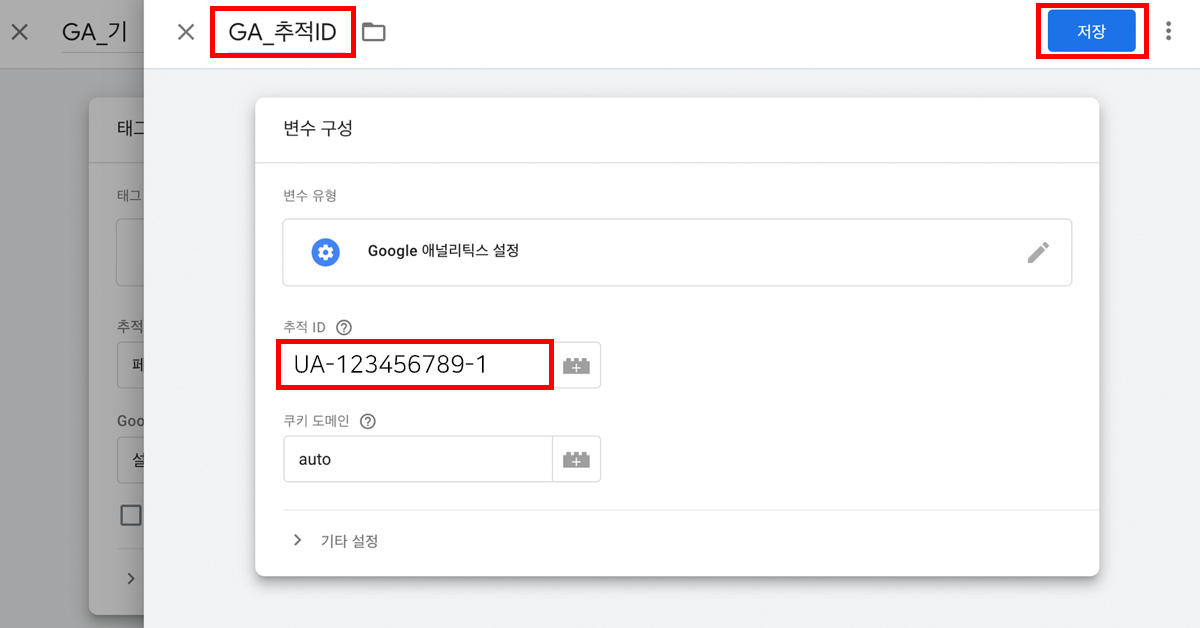 GA_기
GA_추적ID
저장
태그
변수 구성
태그
변수 유형
Google 애널리틱스 설정
추적
추적 ID
페
UA-123456789-1
Goo
쿠키 도메인
설
auto
기타 설정